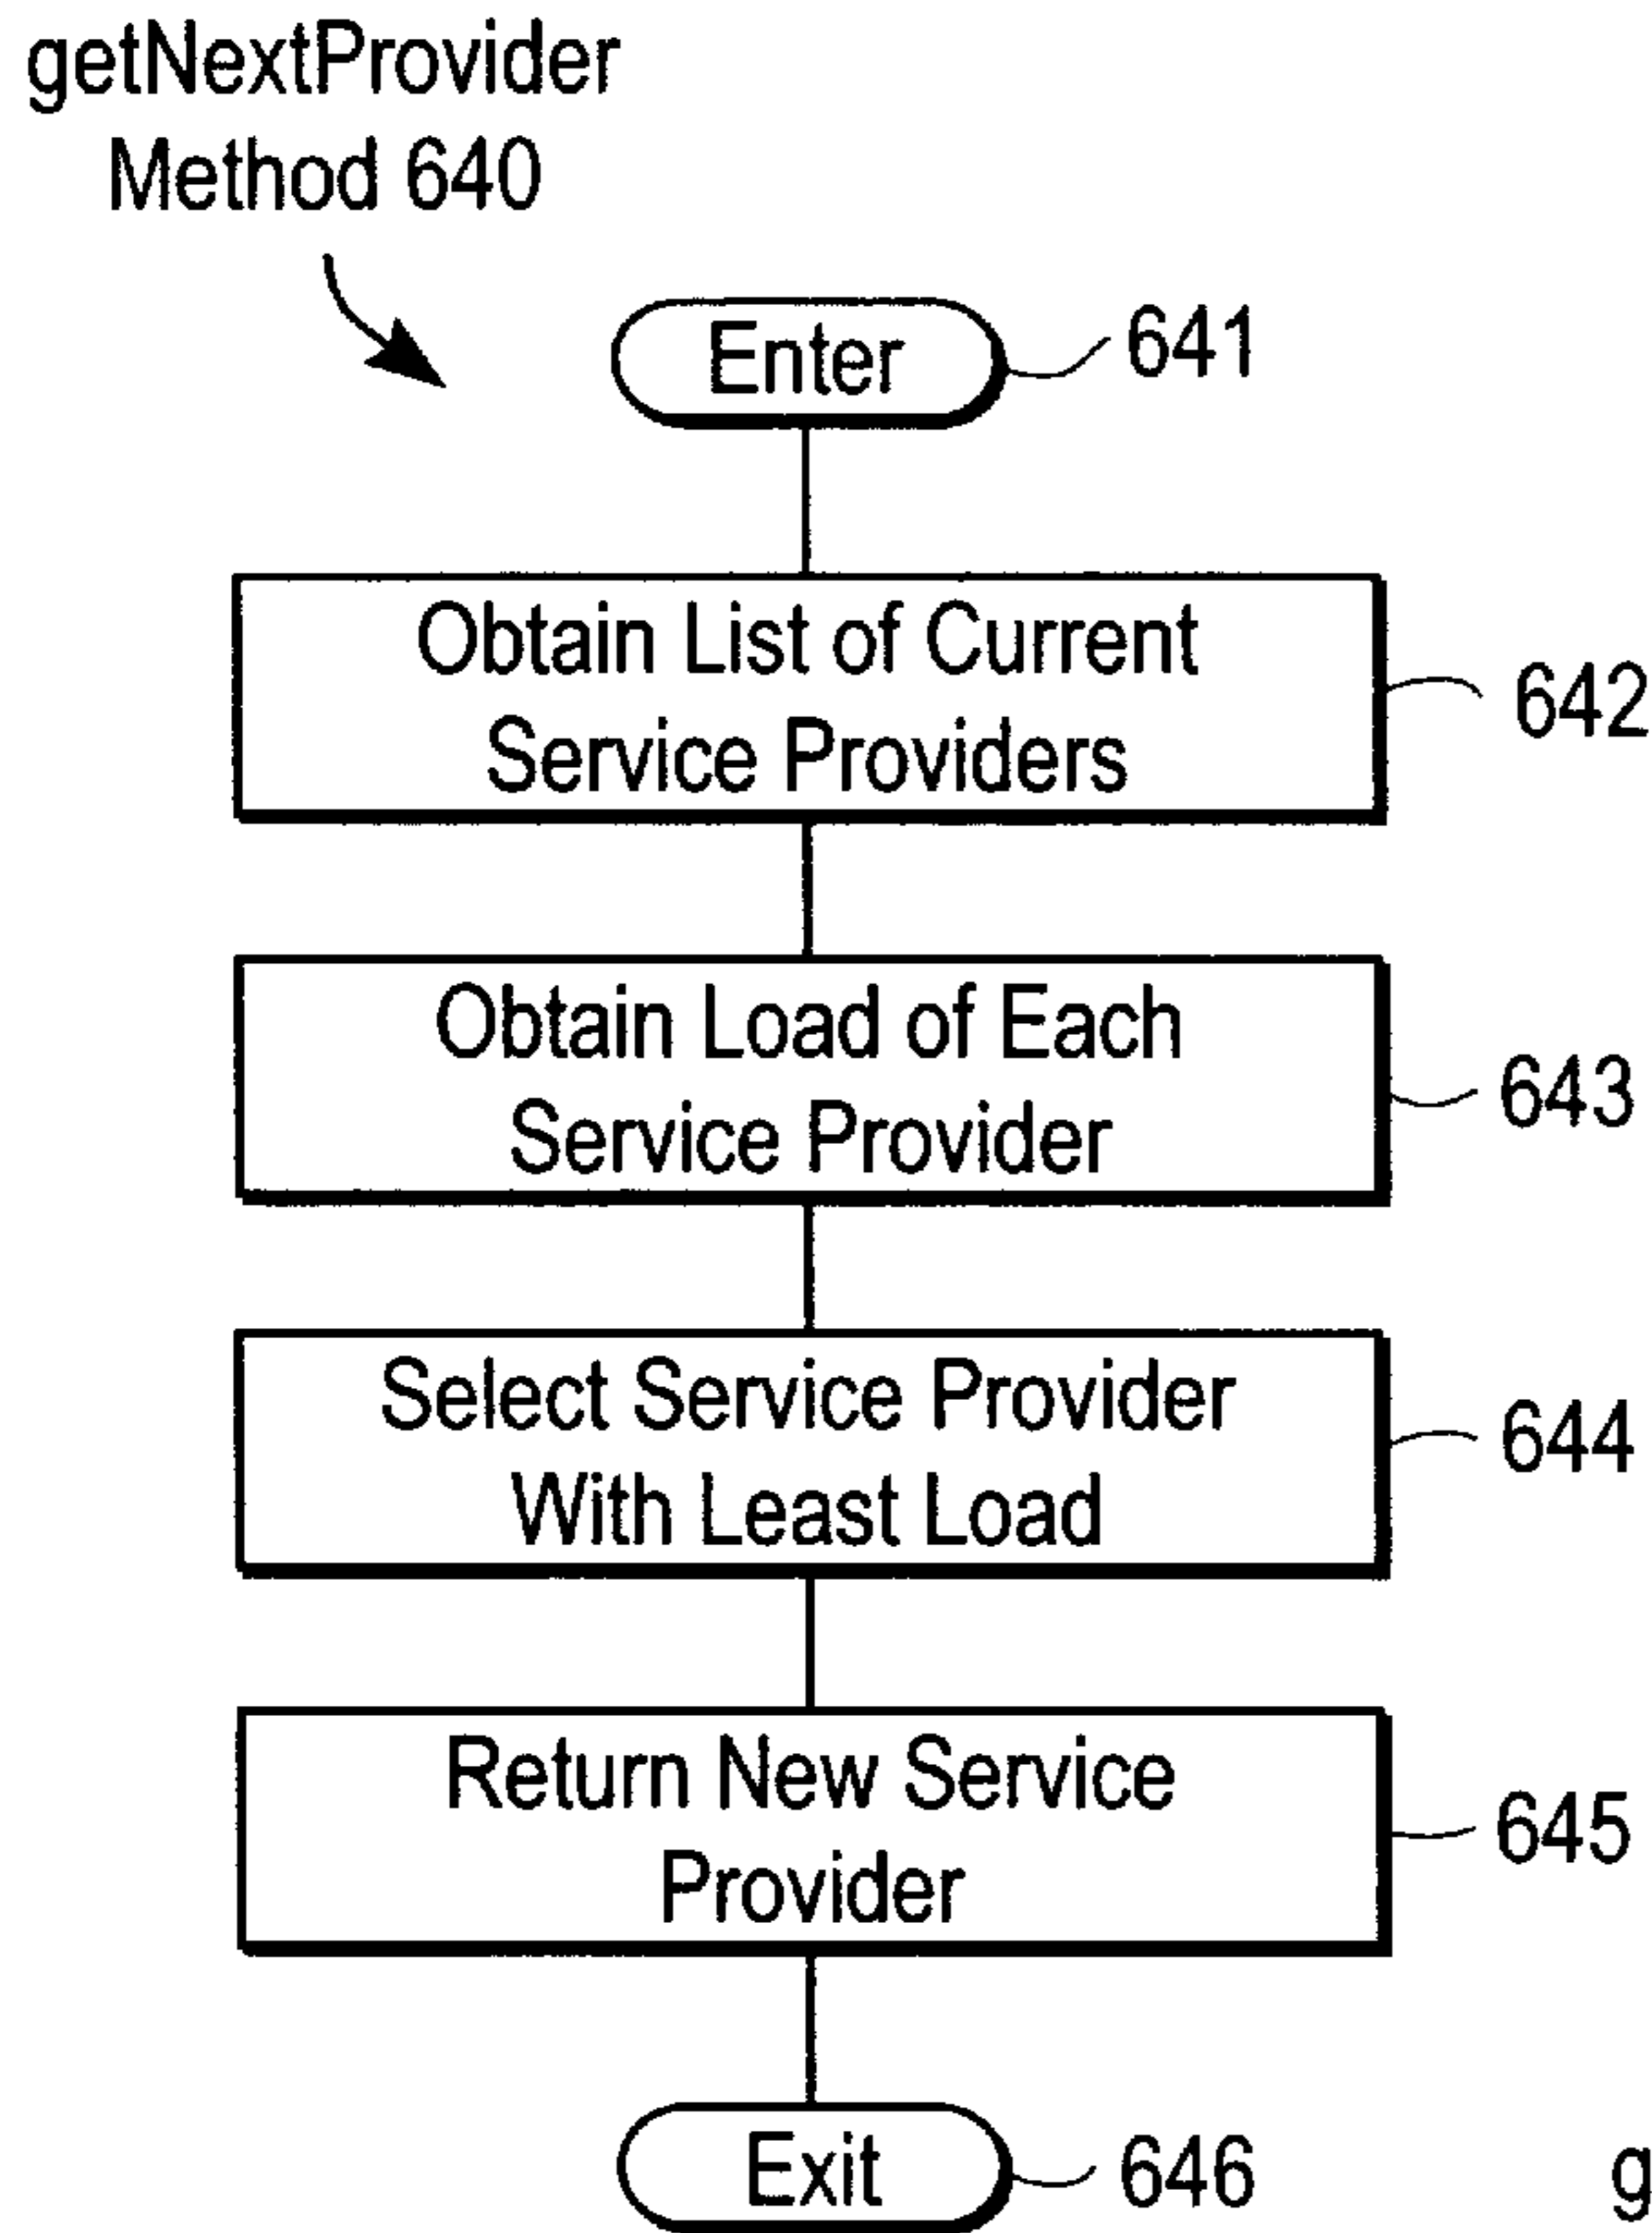 getNextProvider
Method 640
Enter
641
Obtain List of Current
Service Providers
642
Obtain Load of Each
Service Provider
643
Select Service Provider
With Least Load
644
Return New Service
Provider
645
Exit
646
g